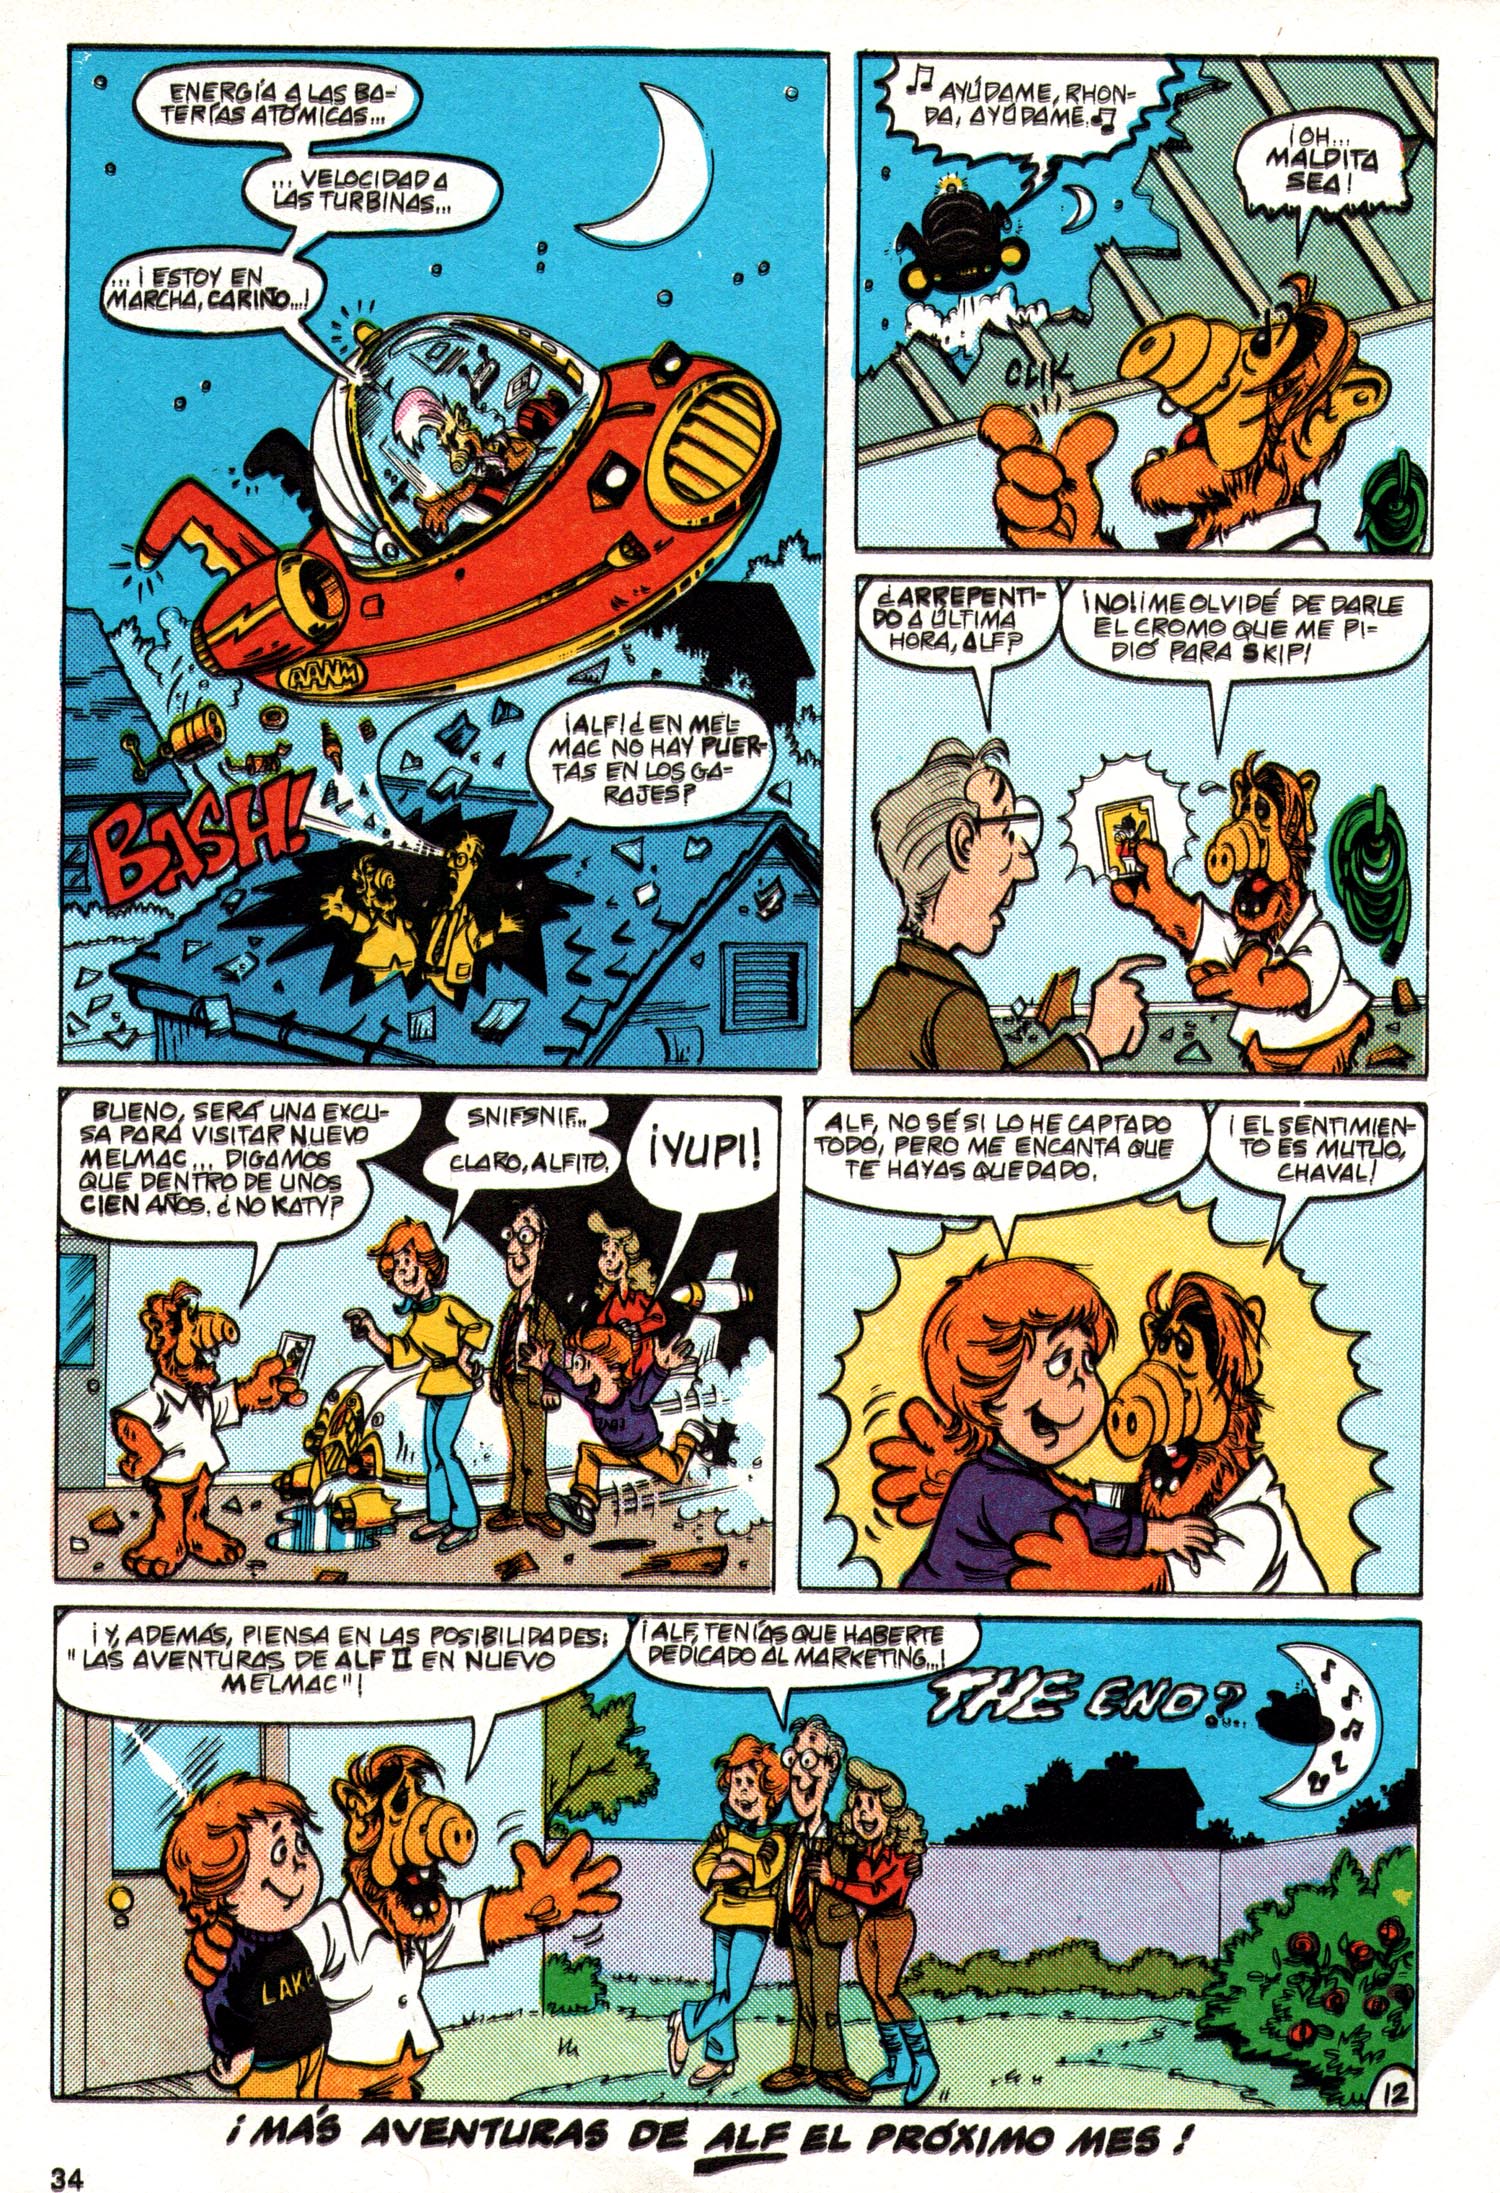 ENERGÍA A LAS BA-
TERÍAS ATÓMICAS...
... VELOCIDAD A
LAS TURBINAS...
...¡ESTOY EN
MARCHA, CARIÑO...!
AANM
BASH!
¡ALF! ¿EN MEL-
MAC NO HAY PUER-
TAS EN LOS GA-
RAJES?
AYÚDAME, RHON-
DA, AYÚDAME.
¡OH...
MALDITA
SEA!
CLIK
¿ARREPENTI-
DO A ÚLTIMA
HORA, ALF?
¡NO! ¡ME OLVIDÉ DE DARLE
EL CROMO QUE ME PI-
DIÓ PARA SKIP!
BUENO, SERÁ UNA EXCU-
SA PARA VISITAR NUEVO
MELMAC... DIGAMOS
QUE DENTRO DE UNOS
CIEN AÑOS. ¿NO KATY?
SNIFSNIF...
CLARO, ALFITO.
¡YUPI!
ALF, NO SÉ SI LO HE CAPTADO
TODO, PERO ME ENCANTA QUE
TE HAYAS QUEDADO.
¡EL SENTIMIEN-
TO ES MUTUO,
CHAVAL!
¡Y, ADEMÁS, PIENSA EN LAS POSIBILIDADES:
"LAS AVENTURAS DE ALF II EN NUEVO
MELMAC"!
¡ALF, TENÍAS QUE HABERTE
DEDICADO AL MARKETING...!
THE END?
LAKE
12
¡MÁS AVENTURAS DE ALF EL PRÓXIMO MES!
34